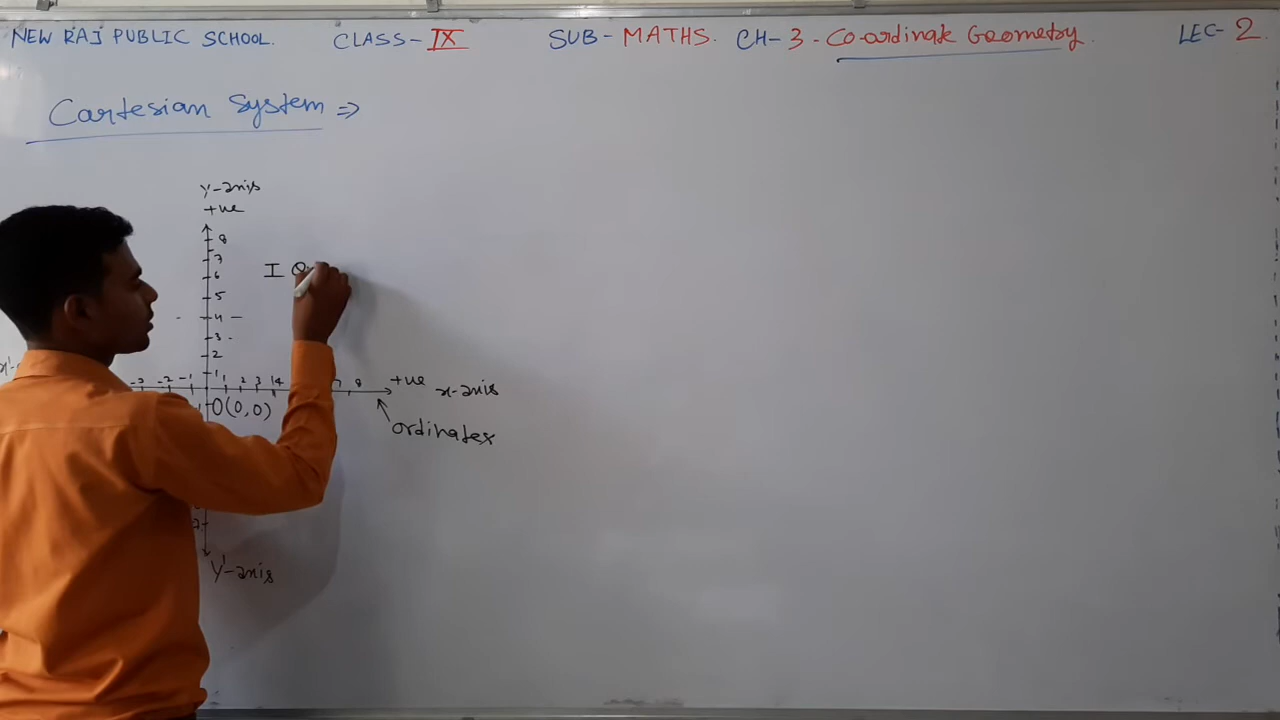 NEW RAJ PUBLIC SCHOOL. CLASS - IX SUB - MATHS. CH - 3 - Co-ordinate Geometry. LEC - 2.
Cartesian System ⇒
Y-axis
+ve
8
7
6
5
4
3
2
1
I Q
-3 -2 -1 1 2 3 4 7 8 +ve x-axis
O(0,0)
ordinates
Y'-axis